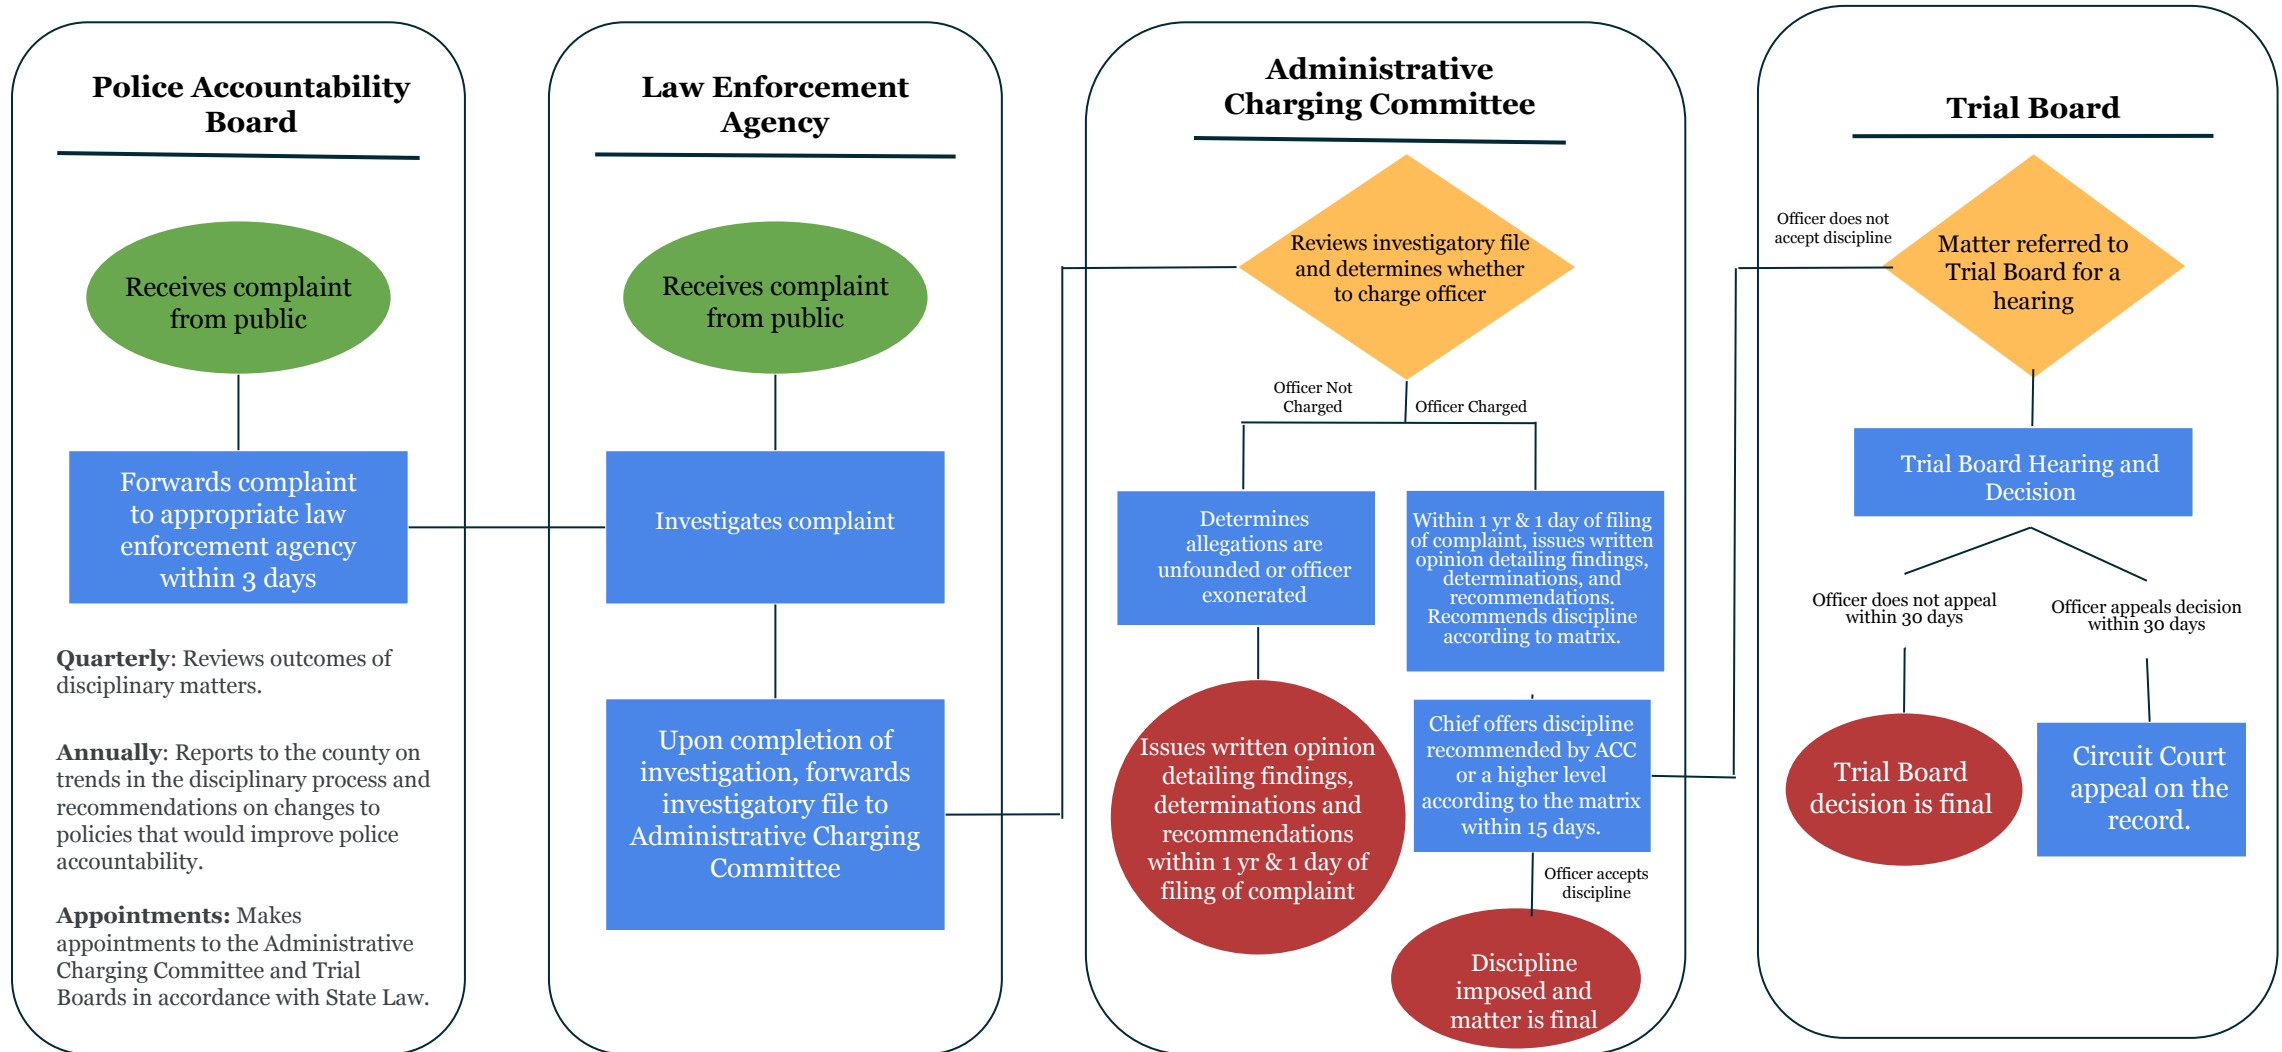 Police Accountability
Board
Receives complaint
from public
Forwards complaint
to appropriate law
enforcement agency
within 3 days
Quarterly: Reviews outcomes of
disciplinary matters.
Annually: Reports to the county on
trends in the disciplinary process and
recommendations on changes to
policies that would improve police
accountability.
Appointments: Makes
appointments to the Administrative
Charging Committee and Trial
Boards in accordance with State Law.
Law Enforcement
Agency
Receives complaint
from public
Investigates complaint
Upon completion of
investigation, forwards
investigatory file to
Administrative Charging
Committee
Administrative
Charging Committee
Reviews investigatory file
and determines whether
to charge officer
Officer Not
Charged
Officer Charged
Determines
allegations are
unfounded or officer
exonerated
Issues written opinion
detailing findings,
determinations and
recommendations
within 1 yr & 1 day of
filing of complaint
Within 1 yr & 1 day of filing
of complaint, issues written
opinion detailing findings,
determinations, and
recommendations.
Recommends discipline
according to matrix.
Chief offers discipline
recommended by ACC
or a higher level
according to the matrix
within 15 days.
Officer accepts
discipline
Discipline
imposed and
matter is final
Trial Board
Officer does not
accept discipline
Matter referred to
Trial Board for a
hearing
Trial Board Hearing and
Decision
Officer does not appeal
within 30 days
Officer appeals decision
within 30 days
Trial Board
decision is final
Circuit Court
appeal on the
record.